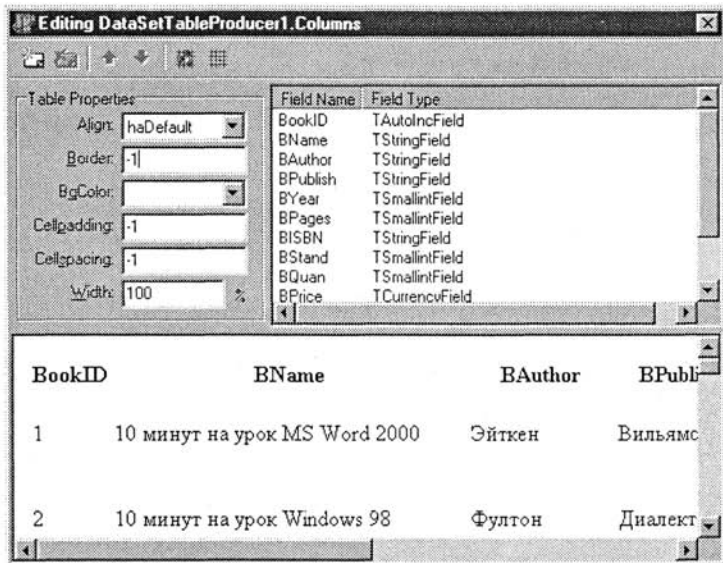 Editing DataSetTableProducer1.Columns
Table Properties
Align: haDefault
Border: -1
BgColor:
Cellpadding: -1
Cellspacing: -1
Width: 100 %
Field Name Field Type
BookID TAutoIncField
BName TStringField
BAuthor TStringField
BPublish TStringField
BYear TSmallintField
BPages TSmallintField
BISBN TStringField
BStand TSmallintField
BQuan TSmallintField
BPrice TCurrencyField
BookID BName BAuthor BPubli
1 10 минут на урок MS Word 2000 Эйткен Вильямс
2 10 минут на урок Windows 98 Фултон Диалект